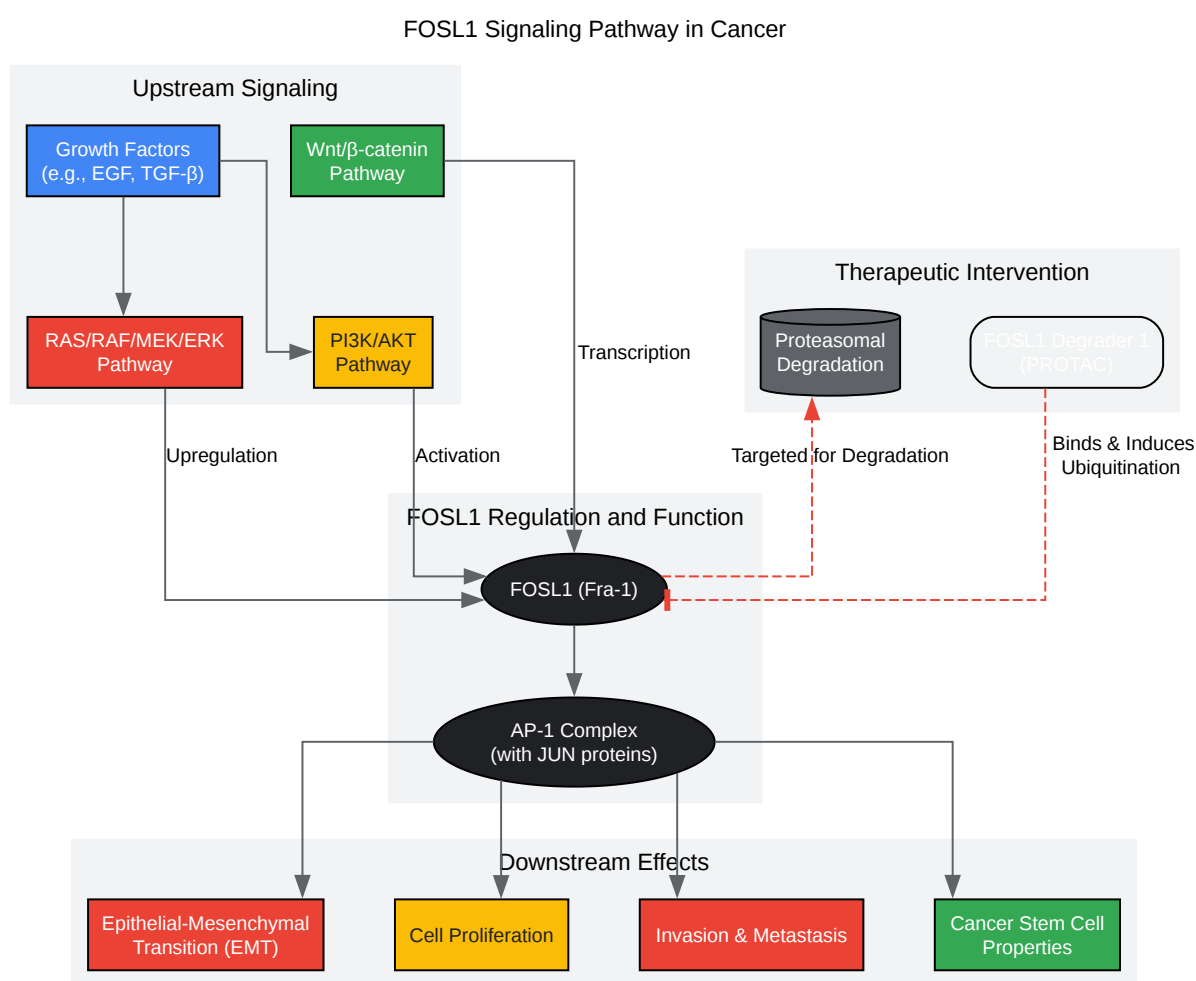 FOSL1 Signaling Pathway in Cancer
Upstream Signaling
Growth Factors
(e.g., EGF, TGF-β)
Wnt/β-catenin
Pathway
RAS/RAF/MEK/ERK
Pathway
PI3K/AKT
Pathway
Transcription
Therapeutic Intervention
Proteasomal
Degradation
FOSL1 Degrader 1
(PROTAC)
Upregulation
Activation
Targeted for Degradation
Binds & Induces
Ubiquitination
FOSL1 Regulation and Function
FOSL1 (Fra-1)
AP-1 Complex
(with JUN proteins)
Downstream Effects
Epithelial-Mesenchymal
Transition (EMT)
Cell Proliferation
Invasion & Metastasis
Cancer Stem Cell
Properties